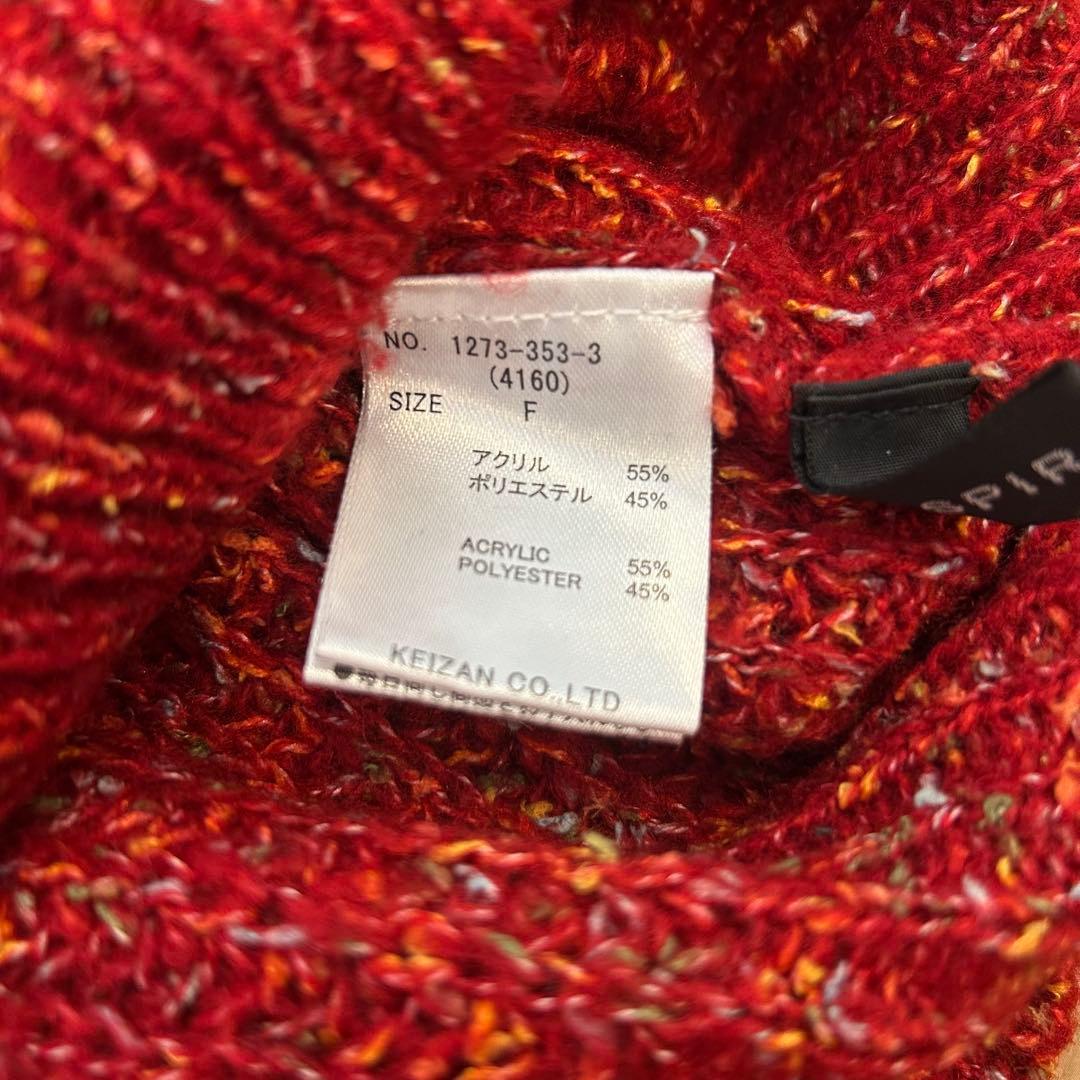 NO. 1273-353-3
(4160)
SIZE F
アクリル 55%
ポリエステル 45%
ACRYLIC 55%
POLYESTER 45%
KEIZAN CO.,LTD
SPIR